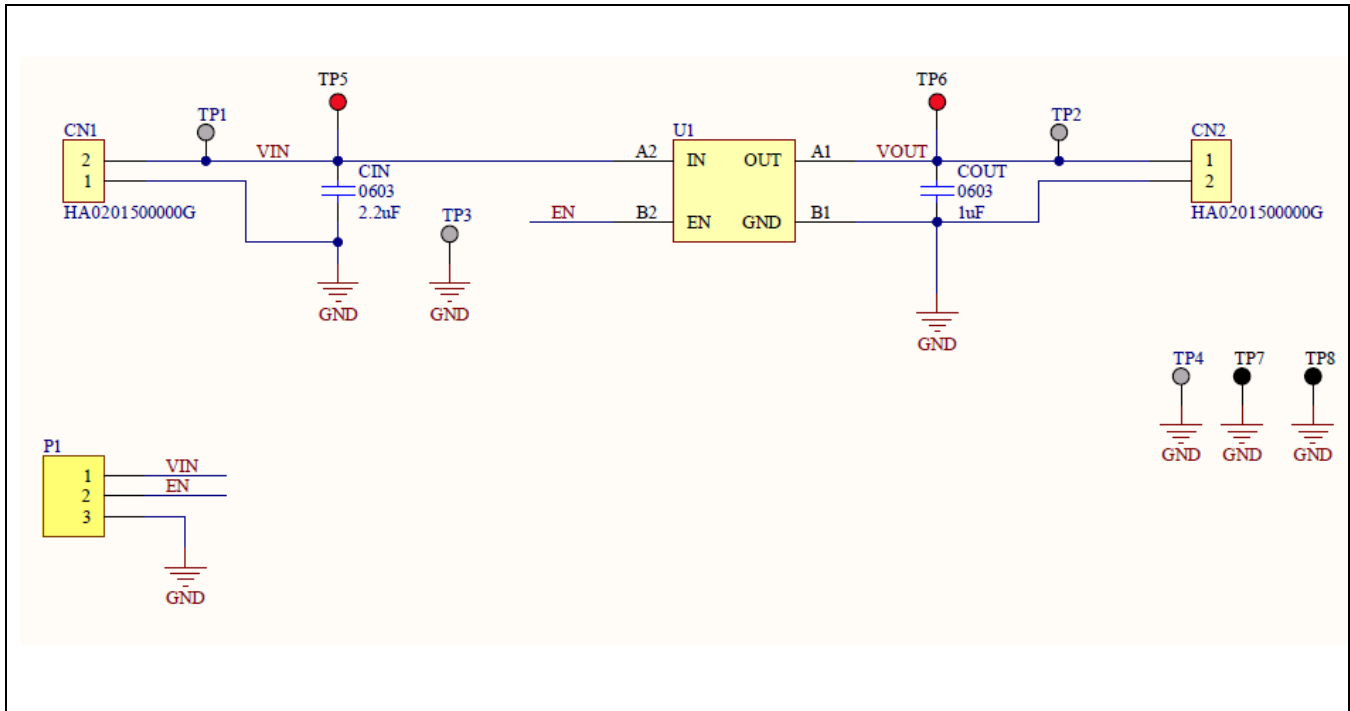 TP5
TP6
TP1
TP2
CN1
U1
CN2
2
VIN
A2
IN
OUT
A1
VOUT
1
1
CIN
COUT
2
0603
0603
HA0201500000G
2.2uF
TP3
EN
B2
EN
GND
B1
1uF
HA0201500000G
GND
GND
GND
TP4
TP7
TP8
GND
GND
GND
P1
1
VIN
2
EN
3
GND